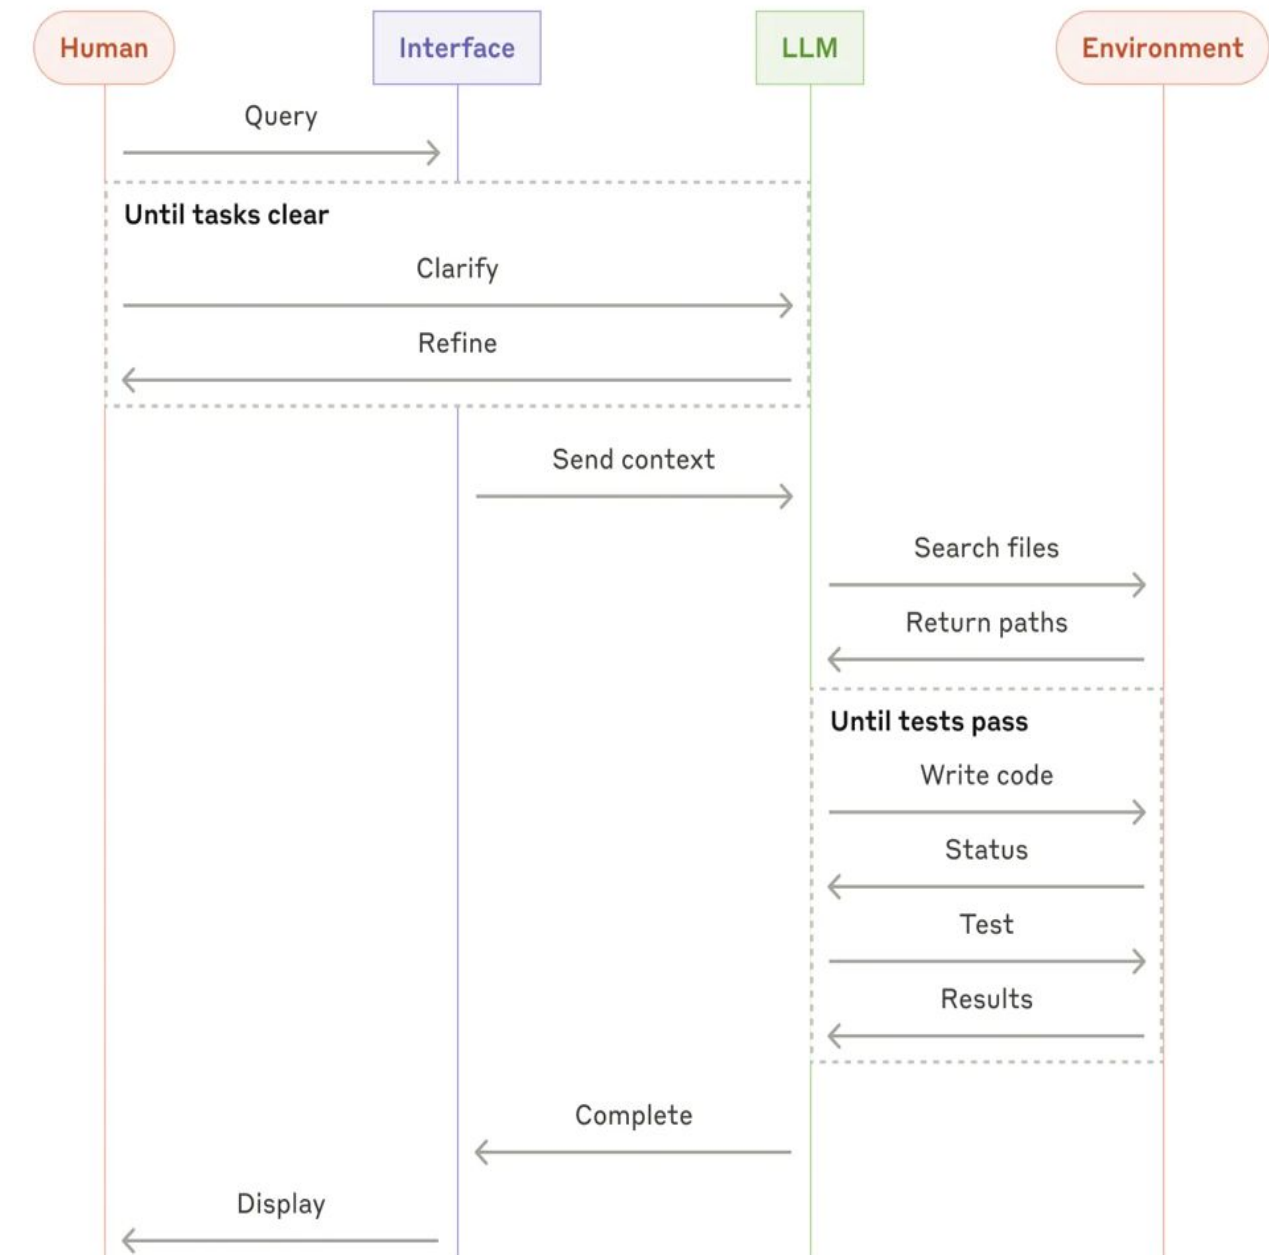 Human
Interface
LLM
Environment
Query
Until tasks clear
Clarify
Refine
Send context
Search files
Return paths
Until tests pass
Write code
Status
Test
Results
Complete
Display